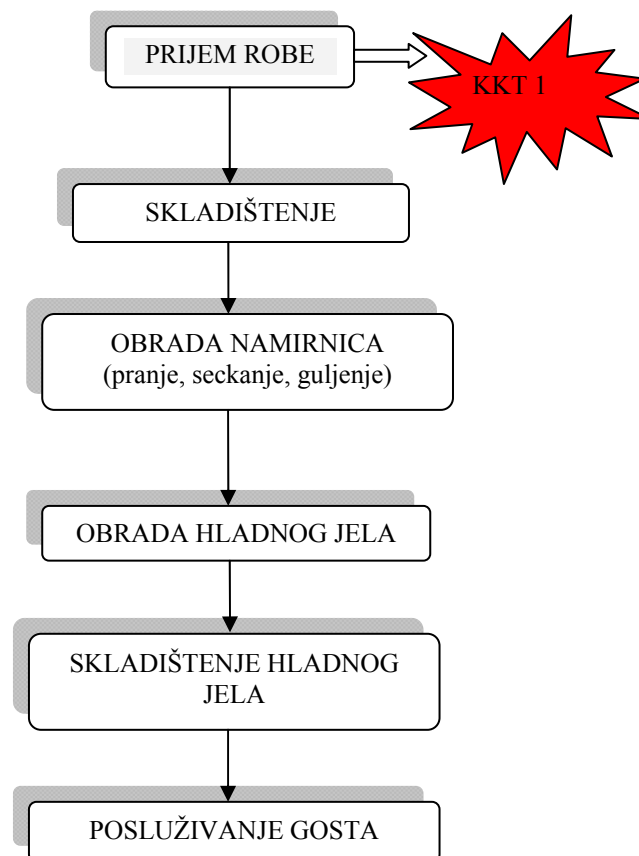 PRIJEM ROBE
KKT 1
SKLADIŠTENJE
OBRADA NAMIRNICA
(pranje, seckanje, guljenje)
OBRADA HLADNOG JELA
SKLADIŠTENJE HLADNOG
JELA
POSLUŽIVANJE GOSTA